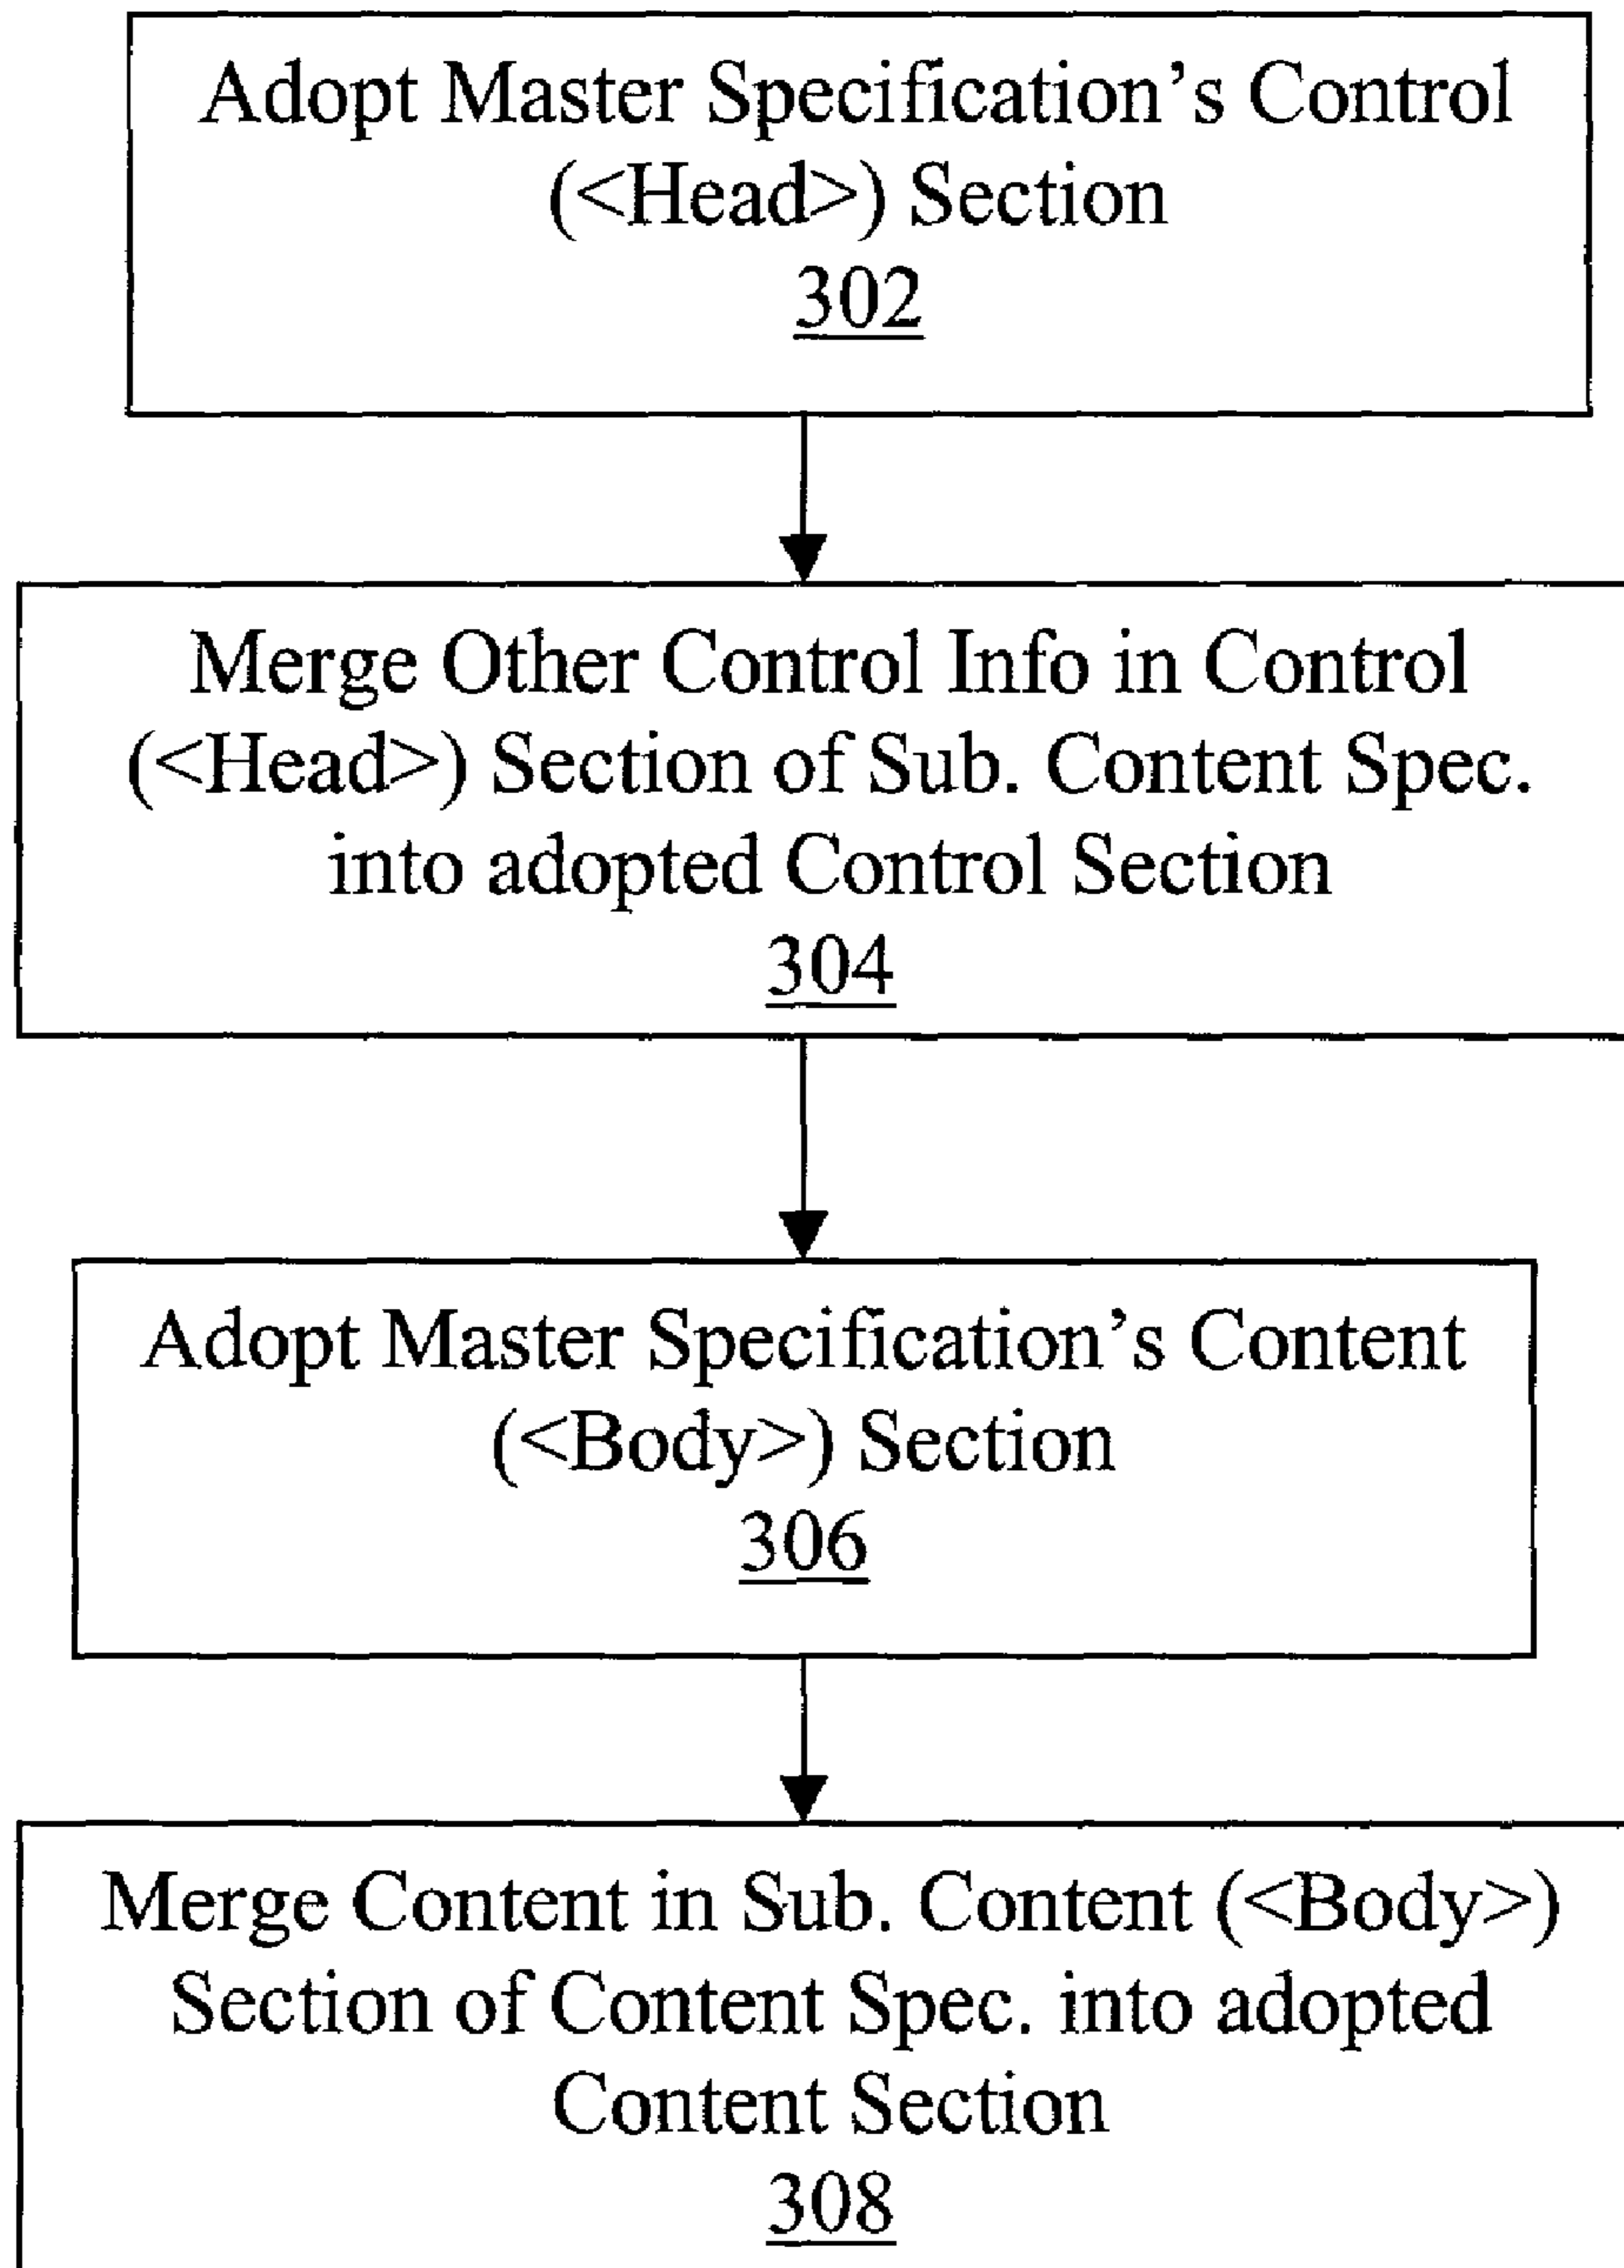 Adopt Master Specification’s Control
(<Head>) Section
302
Merge Other Control Info in Control
(<Head>) Section of Sub. Content Spec.
into adopted Control Section
304
Adopt Master Specification’s Content
(<Body>) Section
306
Merge Content in Sub. Content (<Body>)
Section of Content Spec. into adopted
Content Section
308